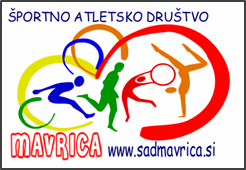 ŠPORTNO ATLETSKO DRUŠTVO
MAVRICA www.sadmavrica.si